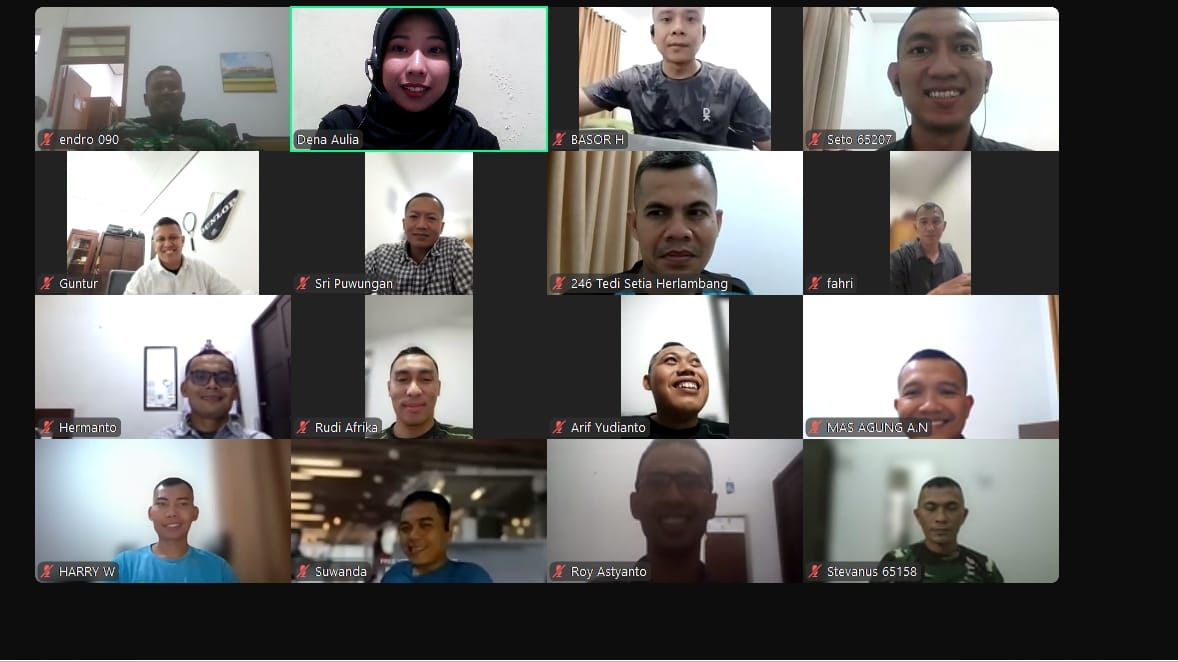 endro 090
Dena Aulia
BASOR H
Seto 65207
DUNLOP
Guntur
Sri Puwungan
246 Tedi Setia Herlambang
fahri
Hermanto
Rudi Afrika
Arif Yudianto
MAS AGUNG A.N
HARRY W
Suwanda
Roy Astyanto
Stevanus 65158